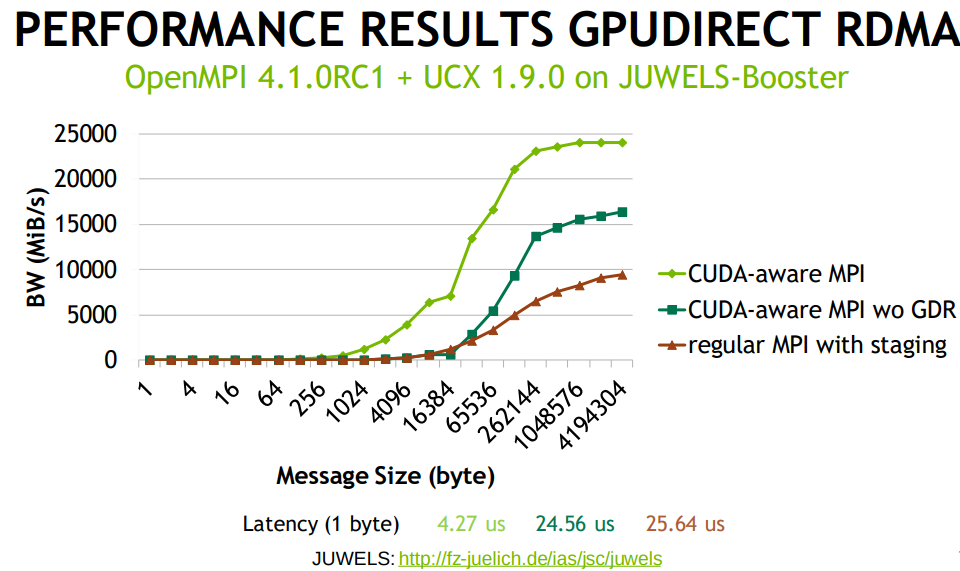 PERFORMANCE RESULTS GPUDIRECT RDMA
OpenMPI 4.1.0RC1 + UCX 1.9.0 on JUWELS-Booster
BW (MiB/s)
25000
20000
15000
10000
5000
0
1
4
16
64
256
1024
4096
16384
65536
262144
1048576
4194304
Message Size (byte)
CUDA-aware MPI
CUDA-aware MPI wo GDR
regular MPI with staging
Latency (1 byte) 4.27 us 24.56 us 25.64 us
JUWELS: http://fz-juelich.de/ias/jsc/juwels